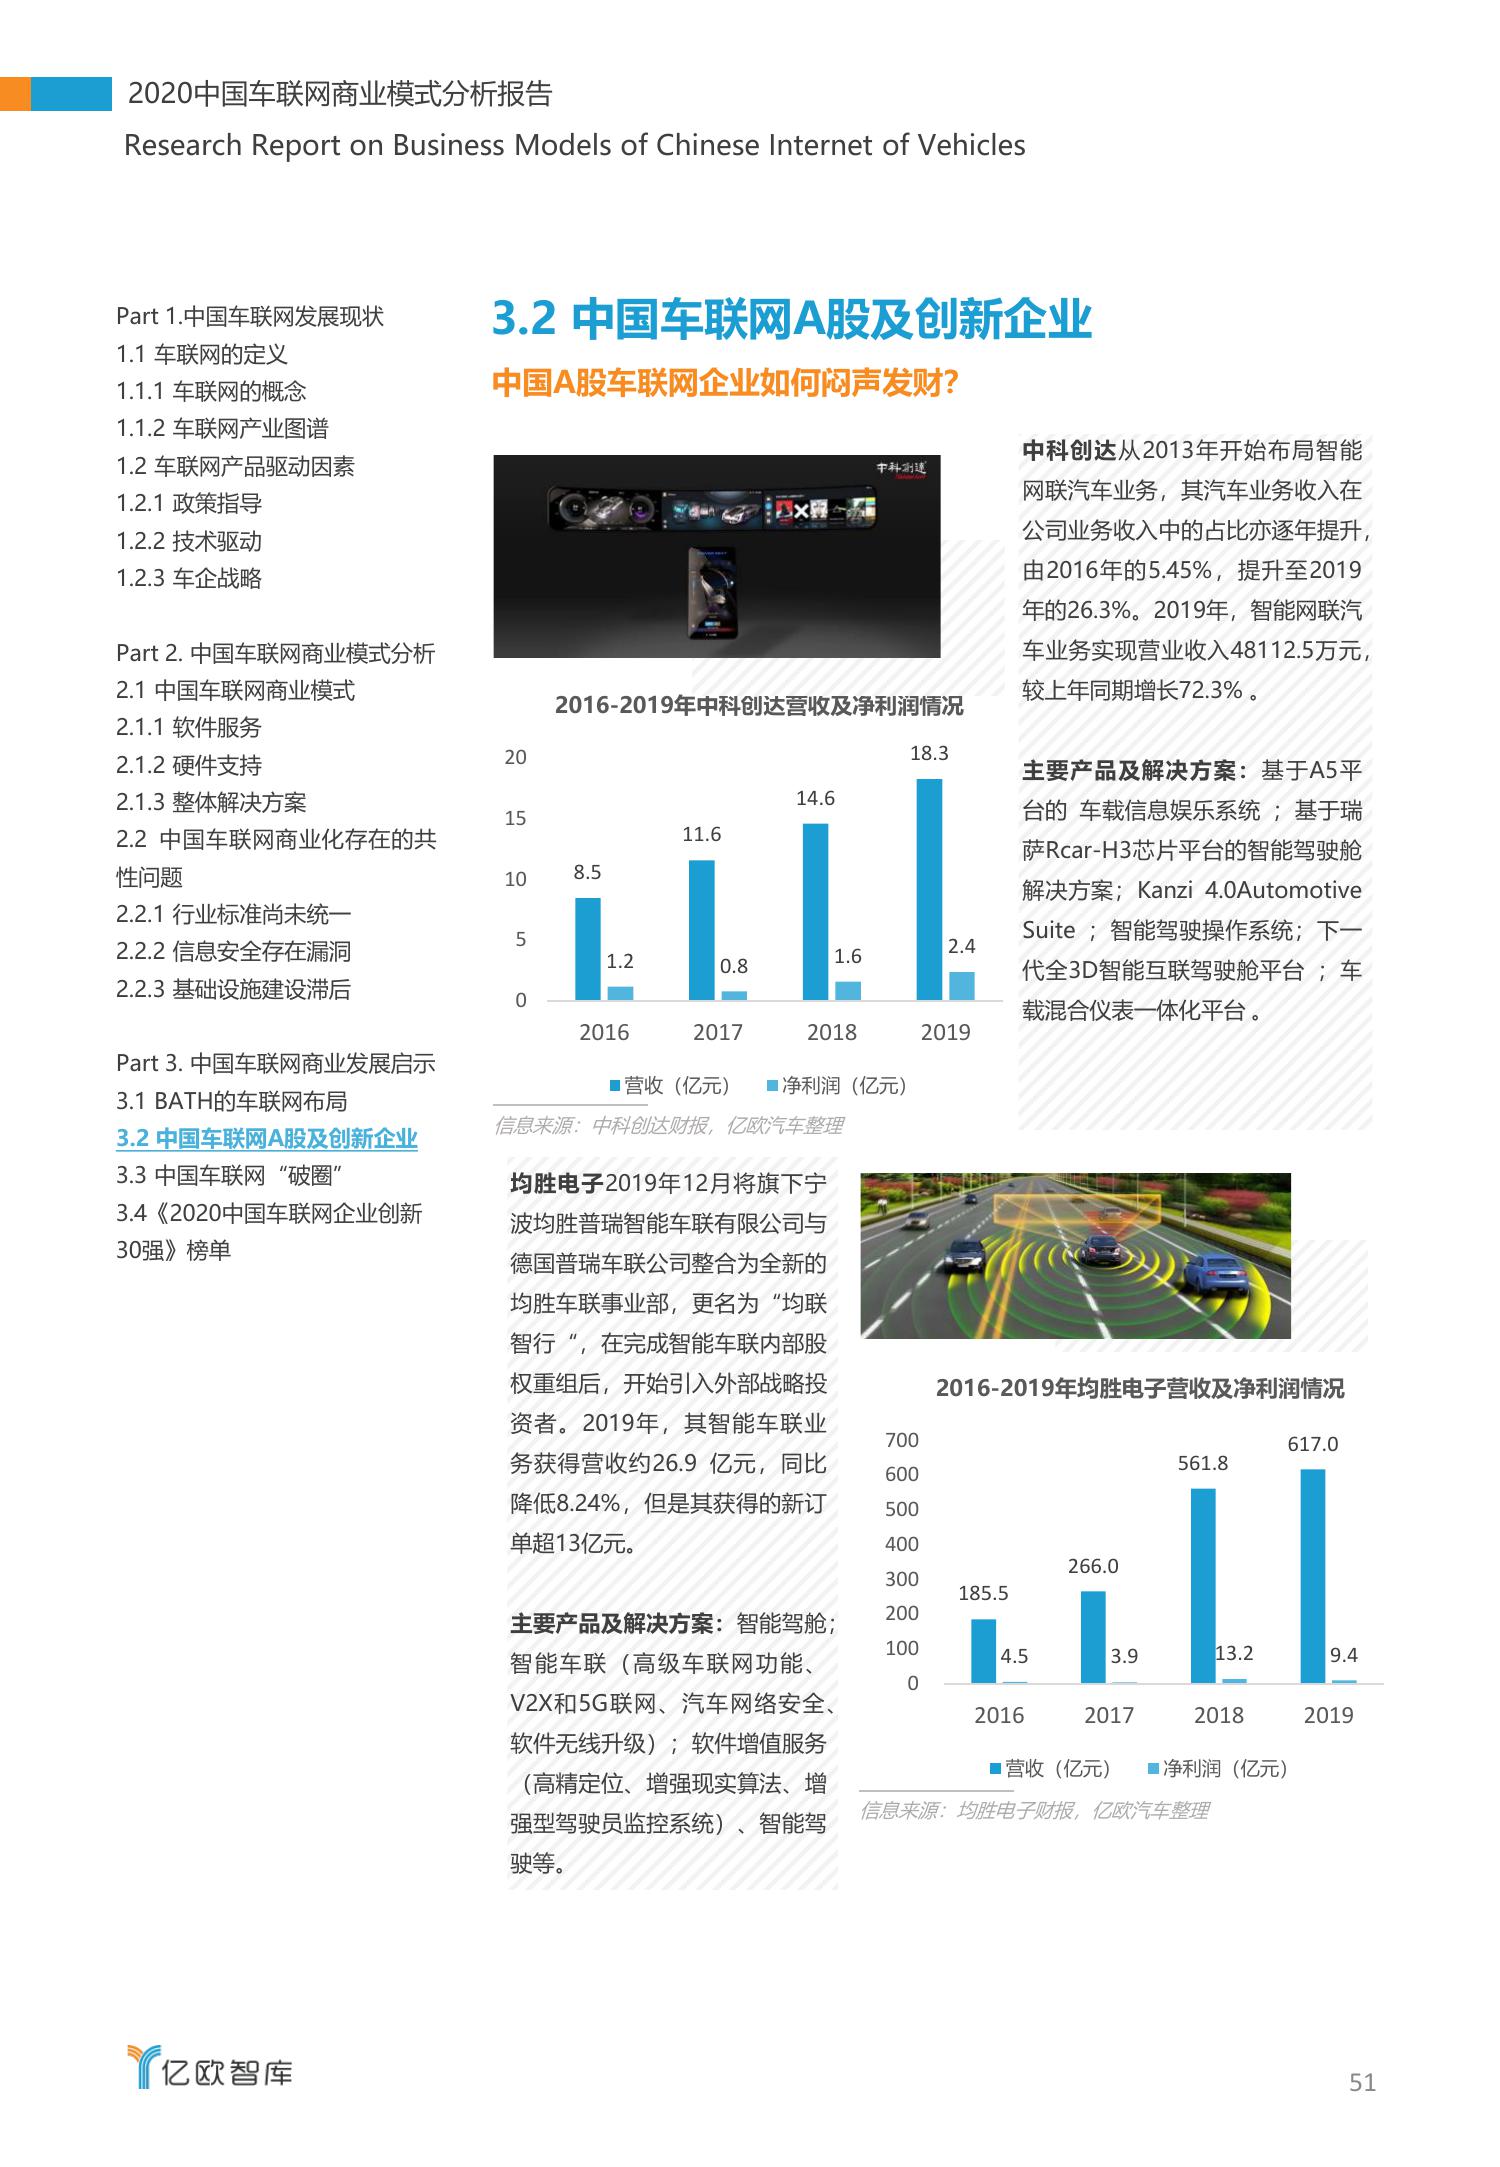 2020中国车联网商业模式分析报告
Research Report on Business Models of Chinese Internet of Vehicles
Part 1.中国车联网发展现状
1.1 车联网的定义
1.1.1 车联网的概念
1.1.2 车联网产业图谱
1.2 车联网产品驱动因素
1.2.1 政策指导
1.2.2 技术驱动
1.2.3 车企战略
Part 2. 中国车联网商业模式分析
2.1 中国车联网商业模式
2.1.1 软件服务
2.1.2 硬件支持
2.1.3 整体解决方案
2.2 中国车联网商业化存在的共
性问题
2.2.1 行业标准尚未统一
2.2.2 信息安全存在漏洞
2.2.3 基础设施建设滞后
Part 3. 中国车联网商业发展启示
3.1 BATH的车联网布局
3.2 中国车联网A股及创新企业
3.3 中国车联网“破圈”
3.4《2020中国车联网企业创新
30强》榜单
3.2 中国车联网A股及创新企业
中国A股车联网企业如何闷声发财？
中科创达
中科创达从2013年开始布局智能
网联汽车业务，其汽车业务收入在
公司业务收入中的占比亦逐年提升，
由2016年的5.45%，提升至2019
年的26.3%。2019年，智能网联汽
车业务实现营业收入48112.5万元，
较上年同期增长72.3% 。
主要产品及解决方案：基于A5平
台的 车载信息娱乐系统 ；基于瑞
萨Rcar-H3芯片平台的智能驾驶舱
解决方案；Kanzi 4.0Automotive
Suite ；智能驾驶操作系统；下一
代全3D智能互联驾驶舱平台 ；车
载混合仪表一体化平台 。
2016-2019年中科创达营收及净利润情况
20
15
10
5
0
8.5
1.2
11.6
0.8
14.6
1.6
18.3
2.4
2016 2017 2018 2019
营收（亿元） 净利润（亿元）
信息来源：中科创达财报，亿欧汽车整理
均胜电子2019年12月将旗下宁
波均胜普瑞智能车联有限公司与
德国普瑞车联公司整合为全新的
均胜车联事业部，更名为“均联
智行“，在完成智能车联内部股
权重组后，开始引入外部战略投
资者。2019年，其智能车联业
务获得营收约26.9 亿元，同比
降低8.24%，但是其获得的新订
单超13亿元。
主要产品及解决方案：智能驾舱；
智能车联（高级车联网功能、
V2X和5G联网、汽车网络安全、
软件无线升级）；软件增值服务
（高精定位、增强现实算法、增
强型驾驶员监控系统）、智能驾
驶等。
2016-2019年均胜电子营收及净利润情况
700
600
500
400
300
200
100
0
185.5
4.5
266.0
3.9
561.8
13.2
617.0
9.4
2016 2017 2018 2019
营收（亿元） 净利润（亿元）
信息来源：均胜电子财报，亿欧汽车整理
亿欧智库
51